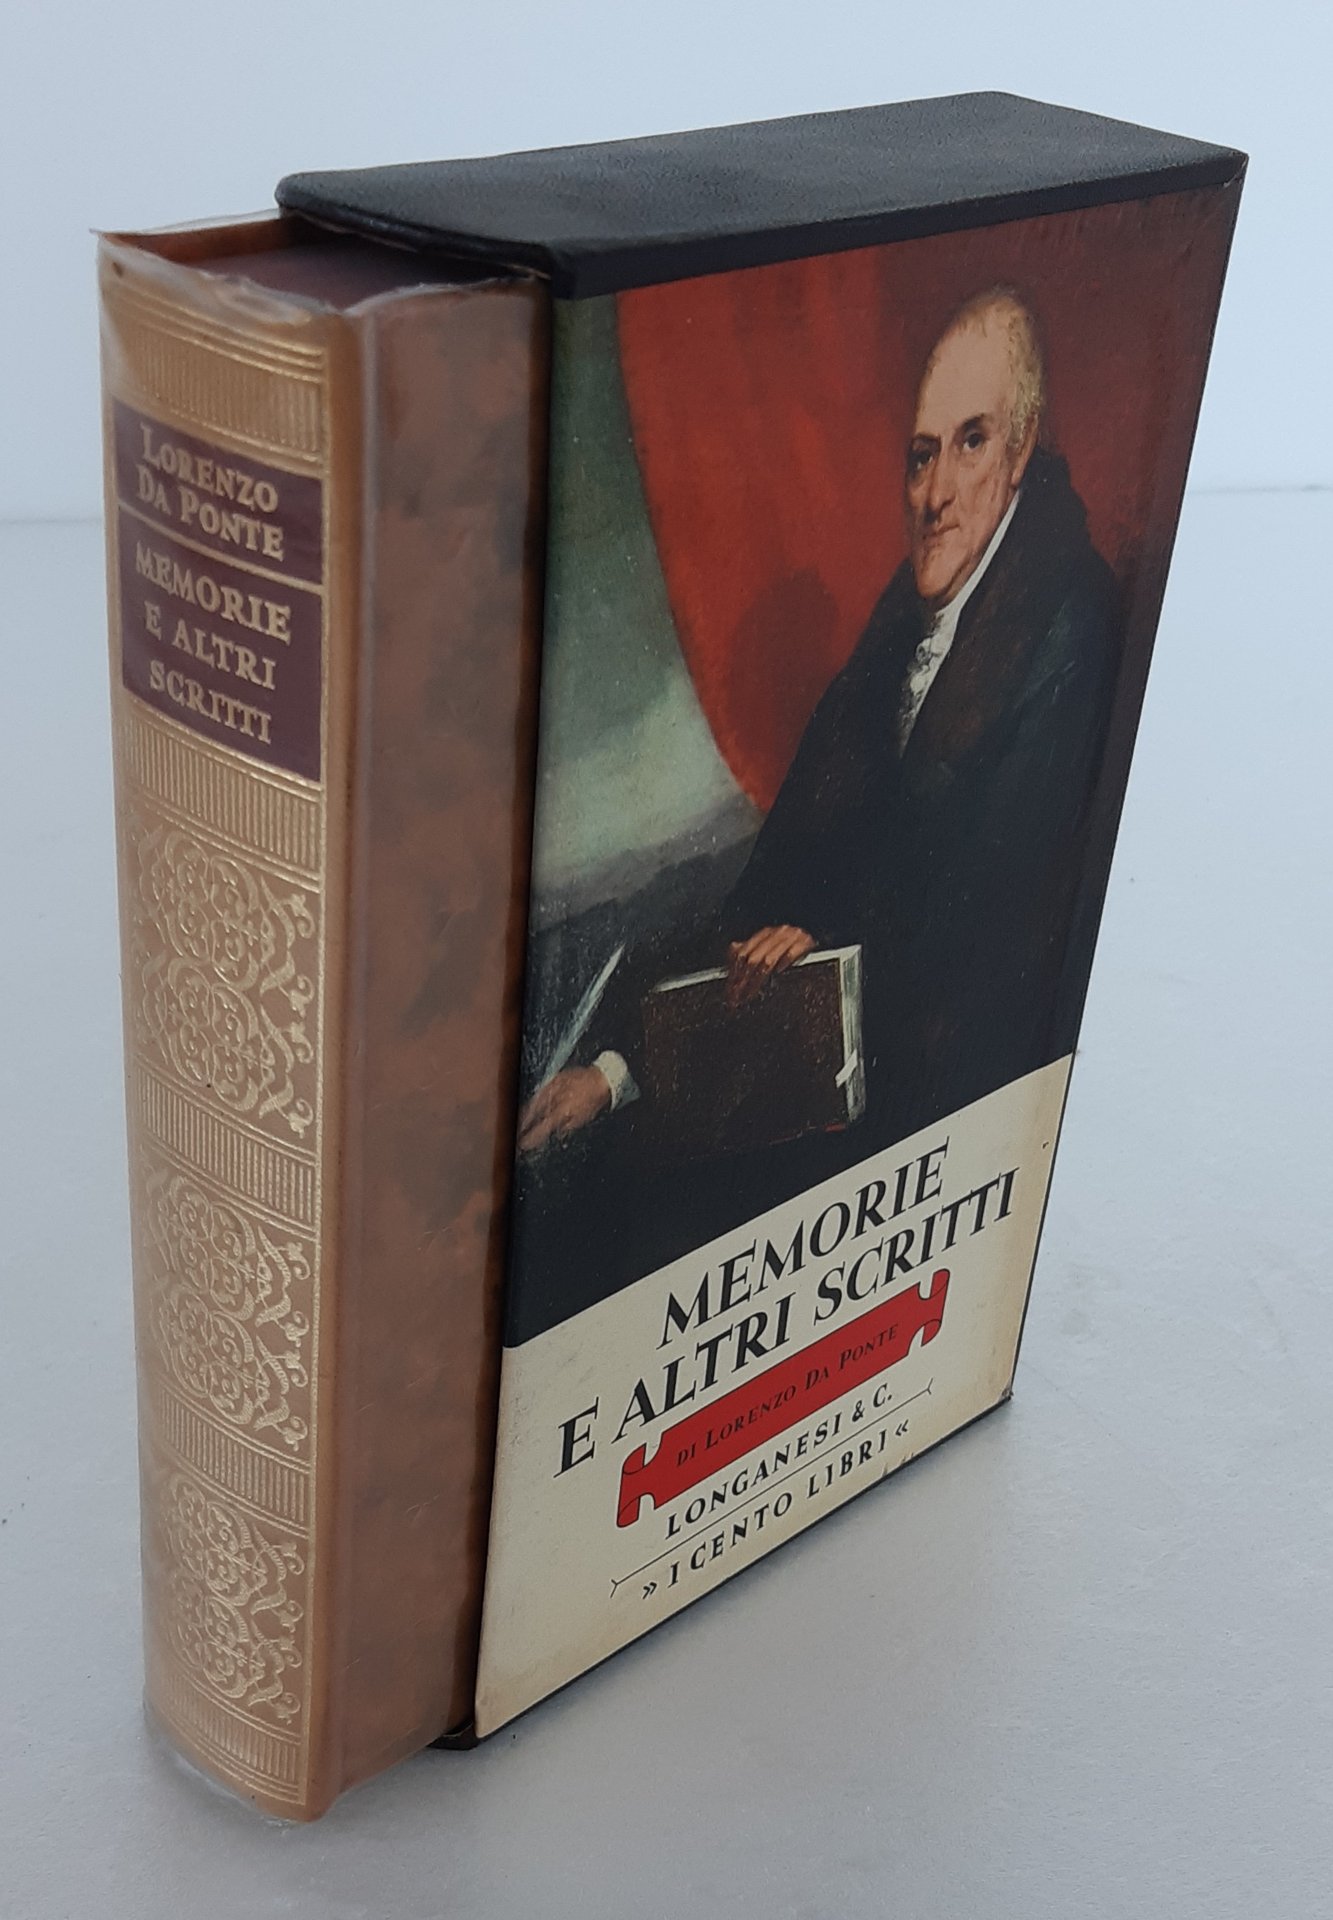 LORENZO
DA PONTE
MEMORIE
E ALTRI
SCRITTI
MEMORIE
E ALTRI SCRITTI
DI LORENZO DA PONTE
LONGANESI & C.
» I CENTO LIBRI «